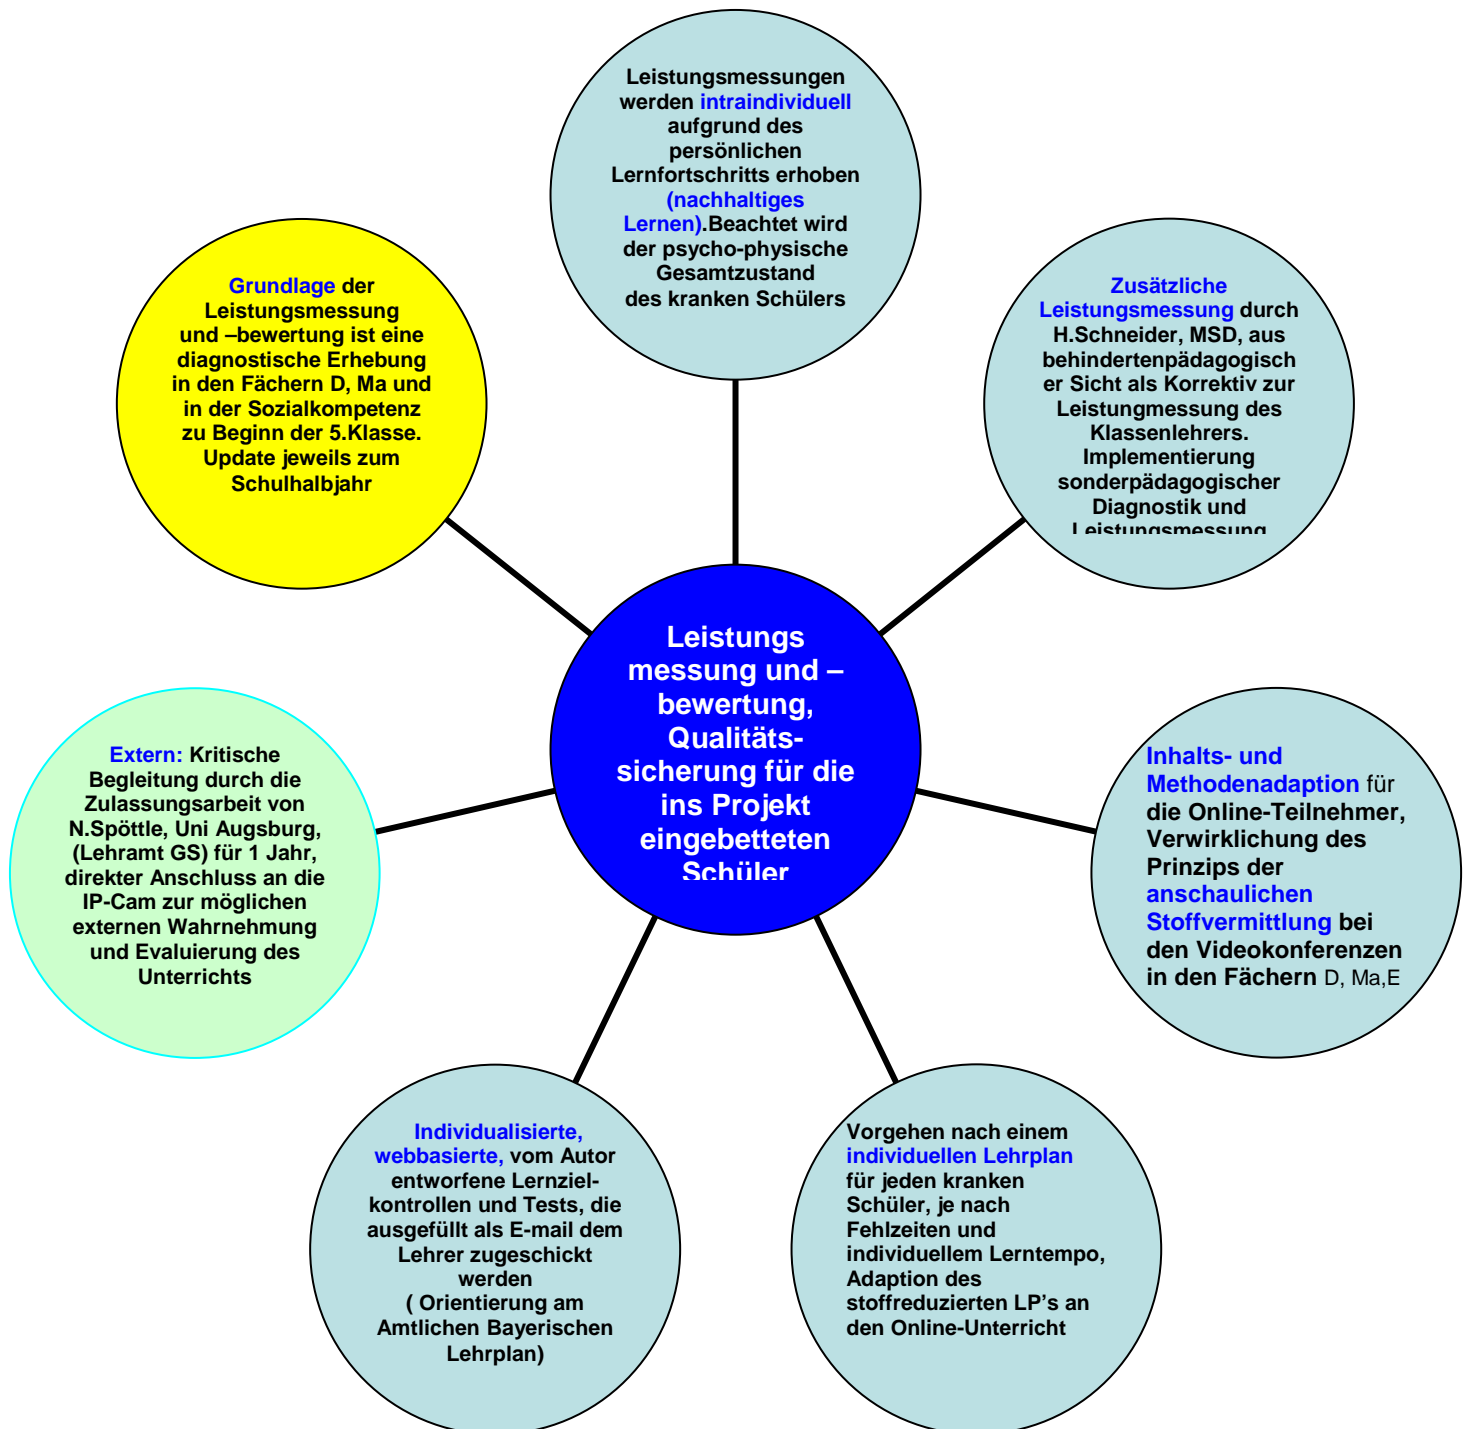 Leistungsmessungen
werden intraindividuell
aufgrund des
persönlichen
Lernfortschritts erhoben
(nachhaltiges
Lernen).Beachtet wird
der psycho-physische
Gesamtzustand
des kranken Schülers
Grundlage der
Leistungsmessung
und –bewertung ist eine
diagnostische Erhebung
in den Fächern D, Ma und
in der Sozialkompetenz
zu Beginn der 5.Klasse.
Update jeweils zum
Schulhalbjahr
Zusätzliche
Leistungsmessung durch
H.Schneider, MSD, aus
behindertenpädagogisch
er Sicht als Korrektiv zur
Leistungmessung des
Klassenlehrers.
Implementierung
sonderpädagogischer
Diagnostik und
Leistungsmessung
Leistungs
messung und –
bewertung,
Qualitäts-
sicherung für die
ins Projekt
eingebetteten
Schüler
Extern: Kritische
Begleitung durch die
Zulassungsarbeit von
N.Spöttle, Uni Augsburg,
(Lehramt GS) für 1 Jahr,
direkter Anschluss an die
IP-Cam zur möglichen
externen Wahrnehmung
und Evaluierung des
Unterrichts
Inhalts- und
Methodenadaption für
die Online-Teilnehmer,
Verwirklichung des
Prinzips der
anschaulichen
Stoffvermittlung bei
den Videokonferenzen
in den Fächern D, Ma,E
Individualisierte,
webbasierte, vom Autor
entworfene Lernziel-
kontrollen und Tests, die
ausgefüllt als E-mail dem
Lehrer zugeschickt
werden
( Orientierung am
Amtlichen Bayerischen
Lehrplan)
Vorgehen nach einem
individuellen Lehrplan
für jeden kranken
Schüler, je nach
Fehlzeiten und
individuellem Lerntempo,
Adaption des
stoffreduzierten LP’s an
den Online-Unterricht